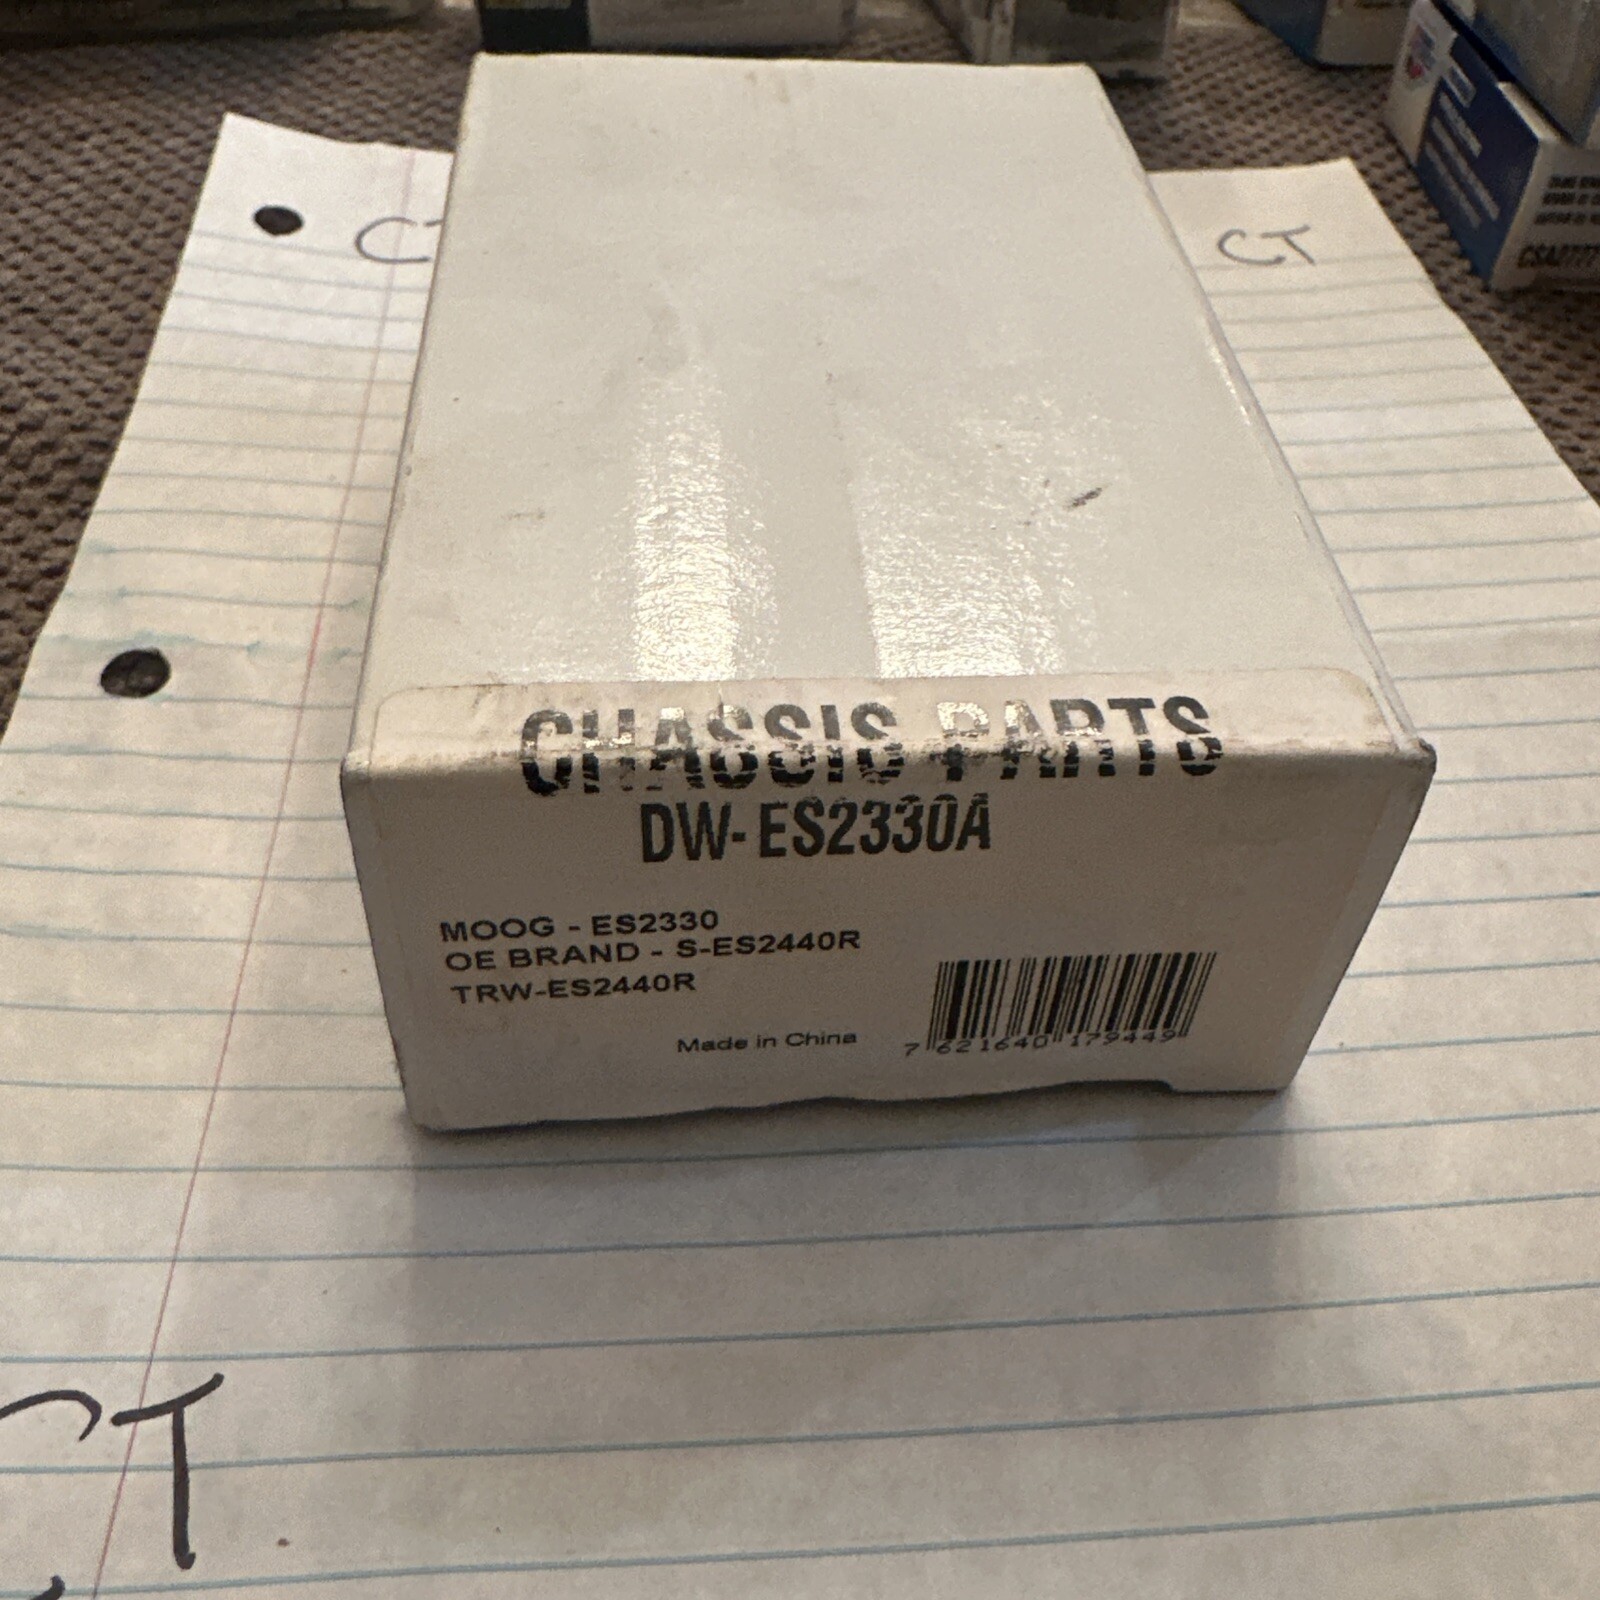 CT
CHASSIS PARTS
DW-ES2330A
MOOG - ES2330
OE BRAND - S-ES2440R
TRW-ES2440R
Made in China
7 621640 179449
CT